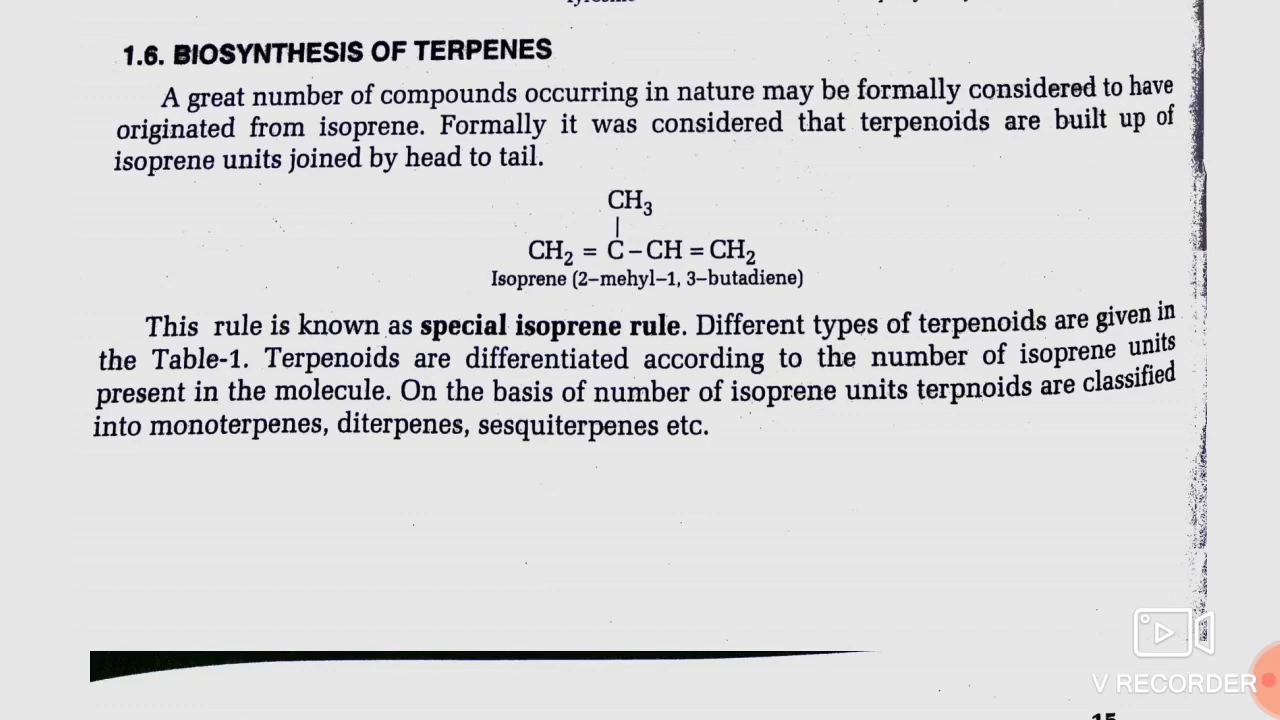 1.6. BIOSYNTHESIS OF TERPENES
A great number of compounds occurring in nature may be formally considered to have
originated from isoprene. Formally it was considered that terpenoids are built up of
isoprene units joined by head to tail.
CH₃
|
CH₂ = C – CH = CH₂
Isoprene (2–mehyl–1, 3–butadiene)
This rule is known as special isoprene rule. Different types of terpenoids are given in
the Table-1. Terpenoids are differentiated according to the number of isoprene units
present in the molecule. On the basis of number of isoprene units terpnoids are classified
into monoterpenes, diterpenes, sesquiterpenes etc.
V RECORDER